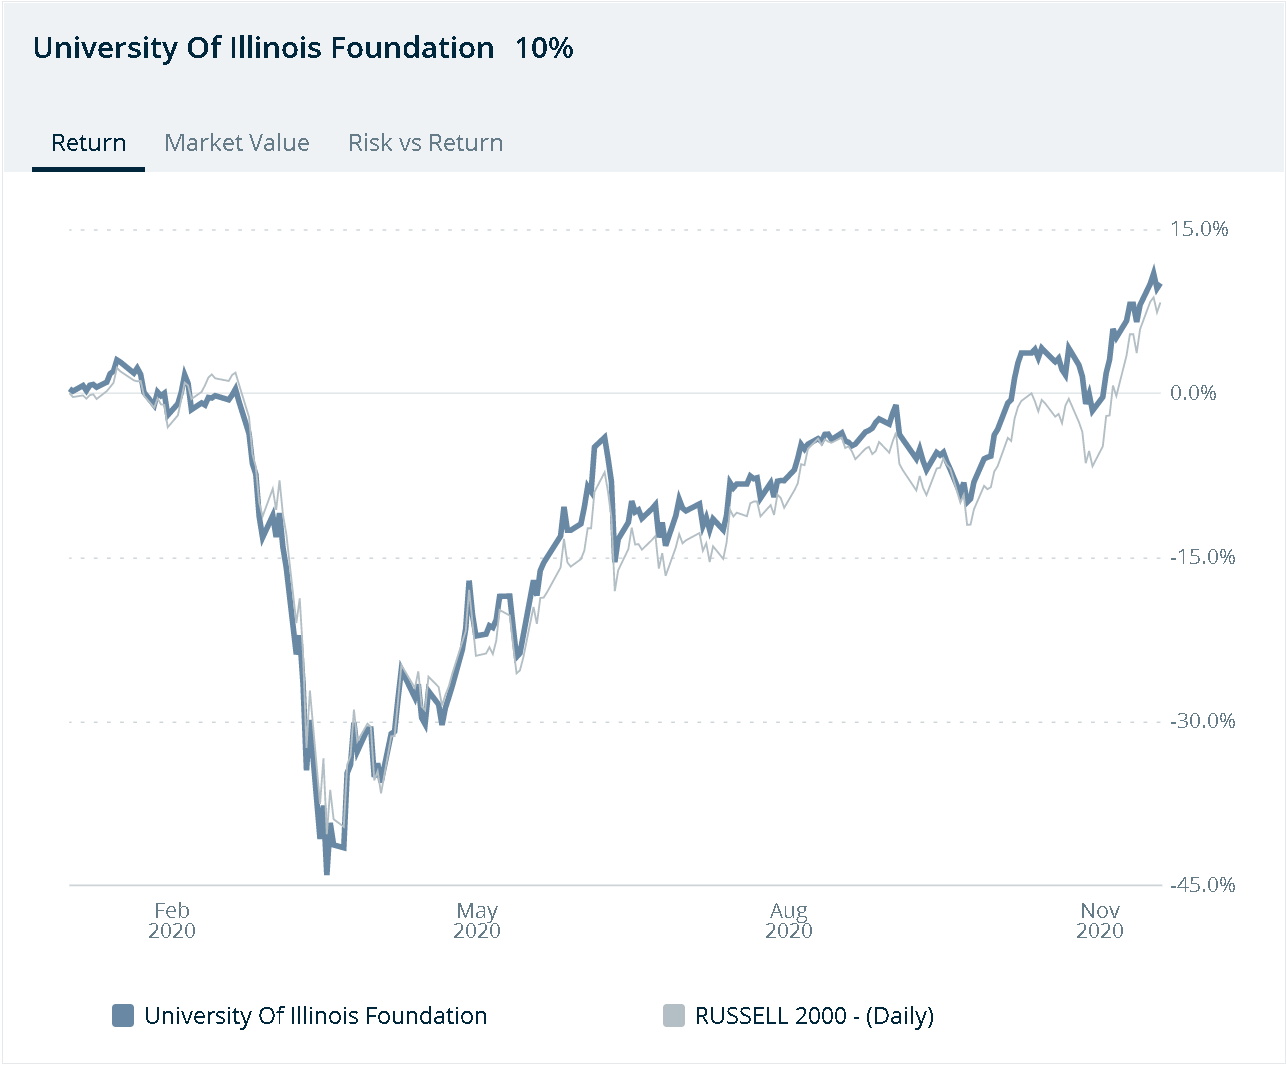 University Of Illinois Foundation 10%
Return Market Value Risk vs Return
15.0%
0.0%
-15.0%
-30.0%
-45.0%
Feb May Aug Nov
2020 2020 2020 2020
University Of Illinois Foundation RUSSELL 2000 - (Daily)